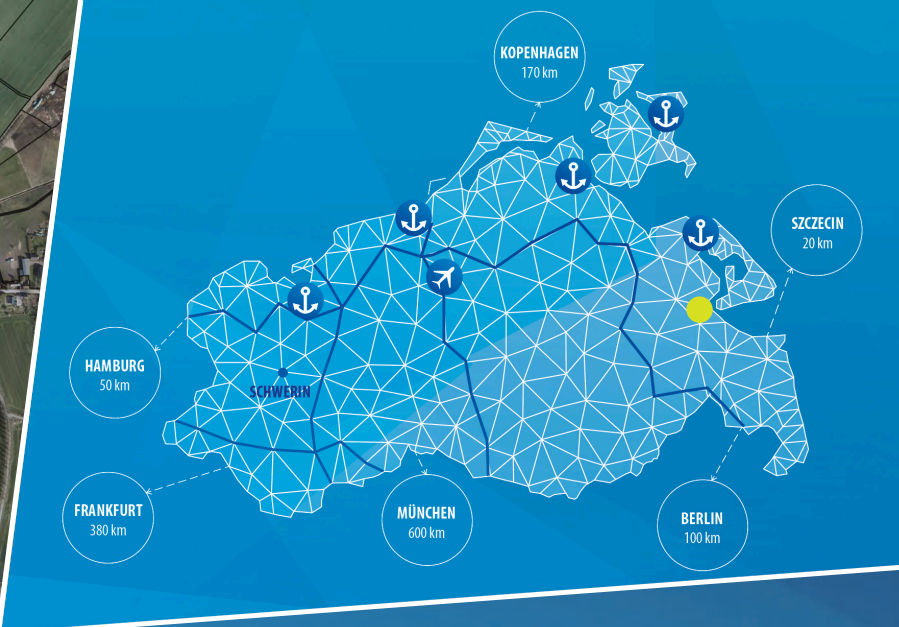 KOPENHAGEN
170 km
SZCZECIN
20 km
HAMBURG
50 km
SCHWERIN
FRANKFURT
380 km
MÜNCHEN
600 km
BERLIN
100 km